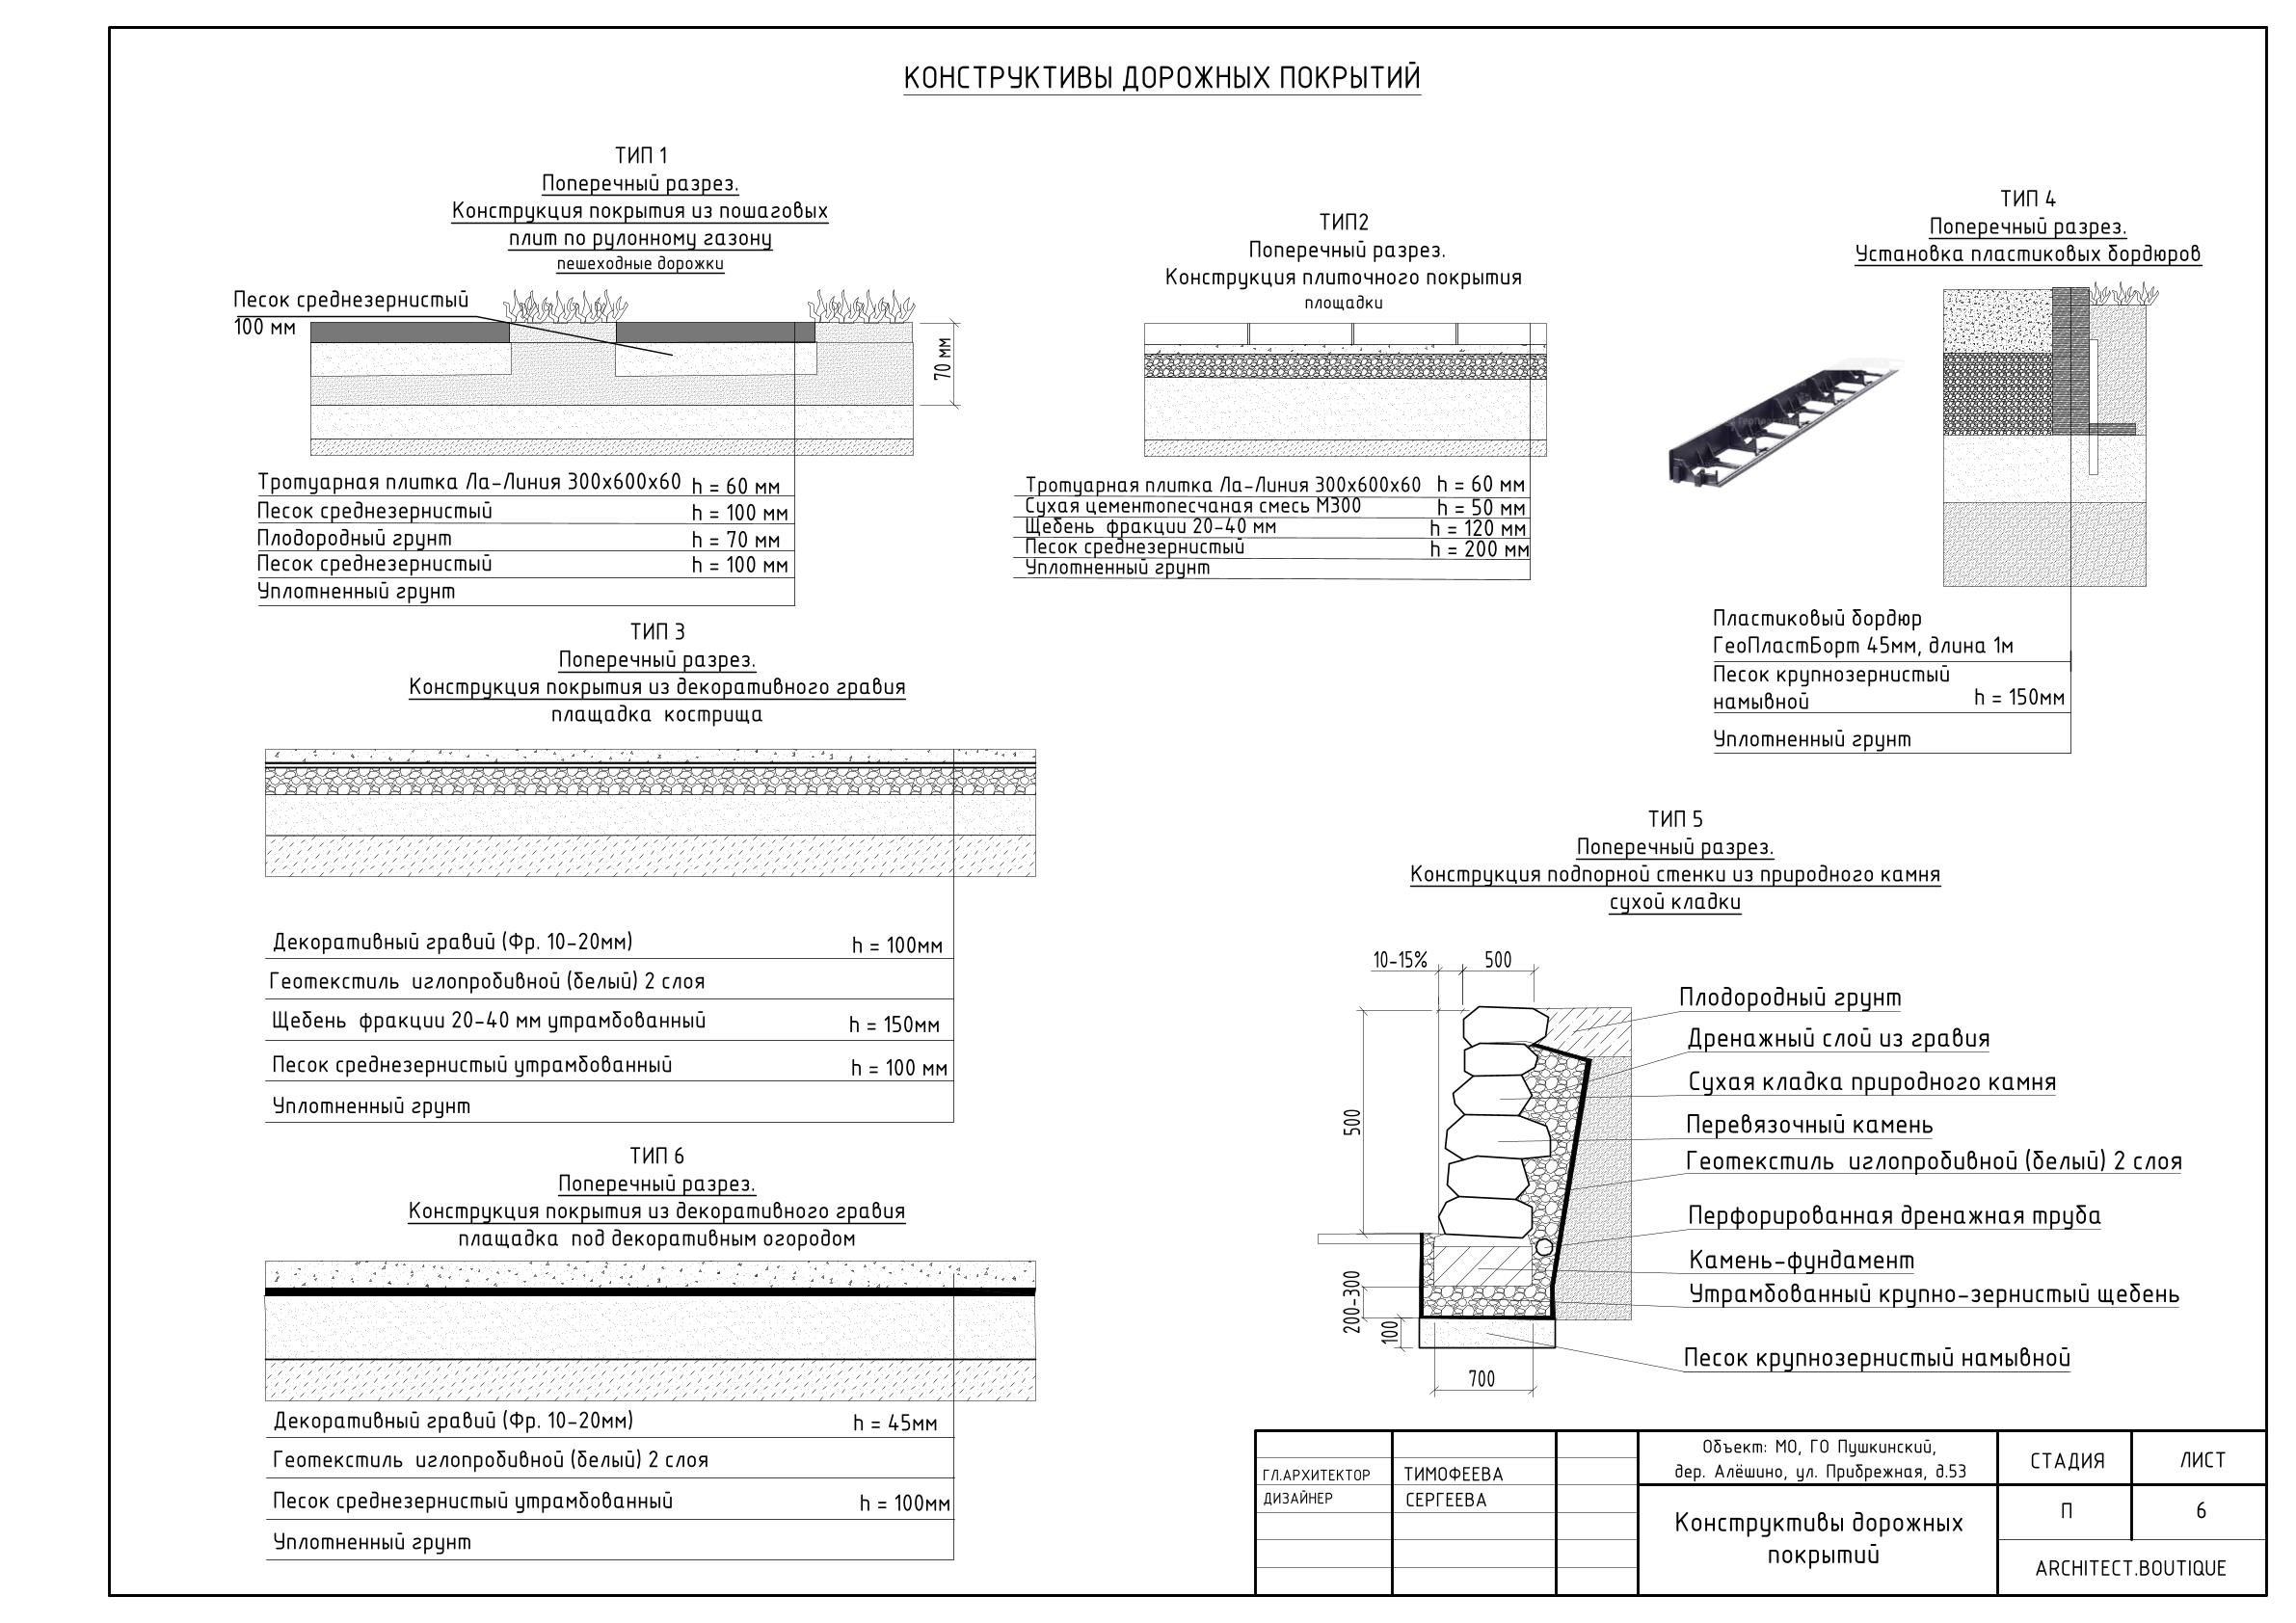 КОНСТРУКТИВЫ ДОРОЖНЫХ ПОКРЫТИЙ
ТИП 1
Поперечный разрез.
Конструкция покрытия из пошаговых
плит по рулонному газону
пешеходные дорожки
Песок среднезернистый
100 мм
70 мм
Тротуарная плитка Ла-Линия 300х600х60 h = 60 мм
Песок среднезернистый h = 100 мм
Плодородный грунт h = 70 мм
Песок среднезернистый h = 100 мм
Уплотненный грунт
ТИП2
Поперечный разрез.
Конструкция плиточного покрытия
площадки
Тротуарная плитка Ла-Линия 300х600х60 h = 60 мм
Сухая цементопесчаная смесь М300 h = 50 мм
Щебень фракции 20-40 мм h = 120 мм
Песок среднезернистый h = 200 мм
Уплотненный грунт
ТИП 4
Поперечный разрез.
Установка пластиковых бордюров
Пластиковый бордюр
ГеоПластБорт 45мм, длина 1м
Песок крупнозернистый
намывной h = 150мм
Уплотненный грунт
ТИП 3
Поперечный разрез.
Конструкция покрытия из декоративного гравия
плащадка кострища
Декоративный гравий (Фр. 10-20мм) h = 100мм
Геотекстиль иглопробивной (белый) 2 слоя
Щебень фракции 20-40 мм утрамбованный h = 150мм
Песок среднезернистый утрамбованный h = 100 мм
Уплотненный грунт
ТИП 5
Поперечный разрез.
Конструкция подпорной стенки из природного камня
сухой кладки
10-15% 500
500
200-300
100
700
Плодородный грунт
Дренажный слой из гравия
Сухая кладка природного камня
Перевязочный камень
Геотекстиль иглопробивной (белый) 2 слоя
Перфорированная дренажная труба
Камень-фундамент
Утрамбованный крупно-зернистый щебень
Песок крупнозернистый намывной
ТИП 6
Поперечный разрез.
Конструкция покрытия из декоративного гравия
плащадка под декоративным огородом
Декоративный гравий (Фр. 10-20мм) h = 45мм
Геотекстиль иглопробивной (белый) 2 слоя
Песок среднезернистый утрамбованный h = 100мм
Уплотненный грунт
ГЛ.АРХИТЕКТОР ТИМОФЕЕВА
ДИЗАЙНЕР СЕРГЕЕВА
Объект: МО, ГО Пушкинский,
дер. Алёшино, ул. Прибрежная, д.53
Конструктивы дорожных
покрытий
СТАДИЯ ЛИСТ
П 6
ARCHITECT.BOUTIQUE